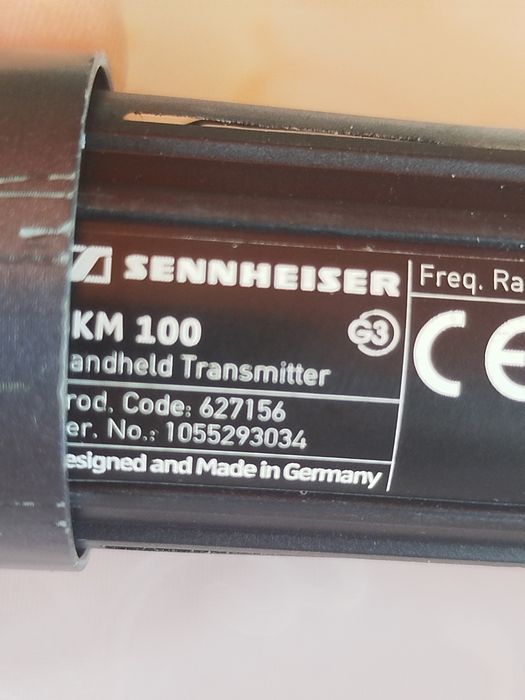 SENNHEISER
KM 100 G3
andheld Transmitter
rod. Code: 627156
er. No.: 1055293034
esigned and Made in Germany
Freq. Ra
CE